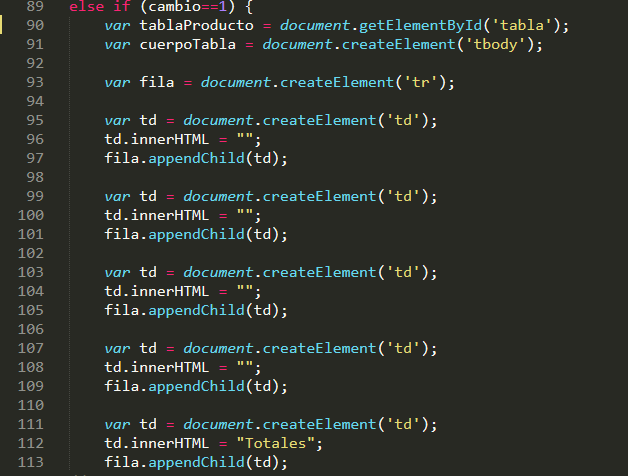 89 else if (cambio==1) {
90 var tablaProducto = document.getElementById('tabla');
91 var cuerpoTabla = document.createElement('tbody');
92
93 var fila = document.createElement('tr');
94
95 var td = document.createElement('td');
96 td.innerHTML = "";
97 fila.appendChild(td);
98
99 var td = document.createElement('td');
100 td.innerHTML = "";
101 fila.appendChild(td);
102
103 var td = document.createElement('td');
104 td.innerHTML = "";
105 fila.appendChild(td);
106
107 var td = document.createElement('td');
108 td.innerHTML = "";
109 fila.appendChild(td);
110
111 var td = document.createElement('td');
112 td.innerHTML = "Totales";
113 fila.appendChild(td);